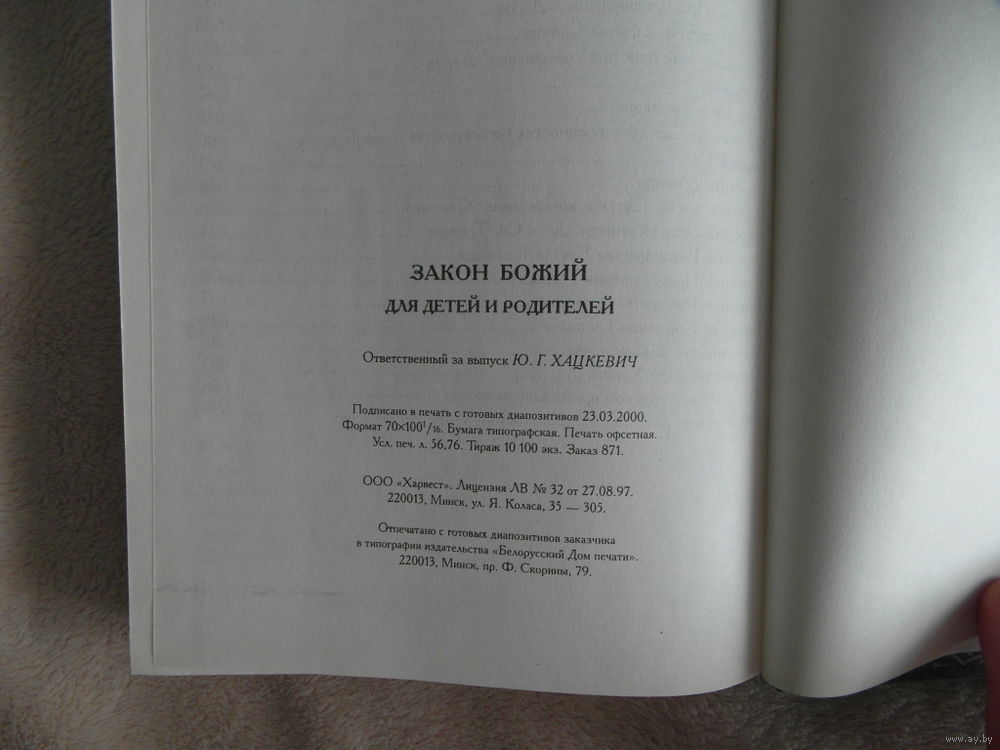 ЗАКОН БОЖИЙ
ДЛЯ ДЕТЕЙ И РОДИТЕЛЕЙ
Ответственный за выпуск Ю. Г. ХАЦКЕВИЧ
Подписано в печать с готовых диапозитивов 23.03.2000.
Формат 70×100¹/₁₆. Бумага типографская. Печать офсетная.
Усл. печ. л. 56,76. Тираж 10 100 экз. Заказ 871.
ООО «Харвест». Лицензия ЛВ № 32 от 27.08.97.
220013, Минск, ул. Я. Коласа, 35 — 305.
Отпечатано с готовых диапозитивов заказчика
в типографии издательства «Белорусский Дом печати».
220013, Минск, пр. Ф. Скорины, 79.
www.ay.by